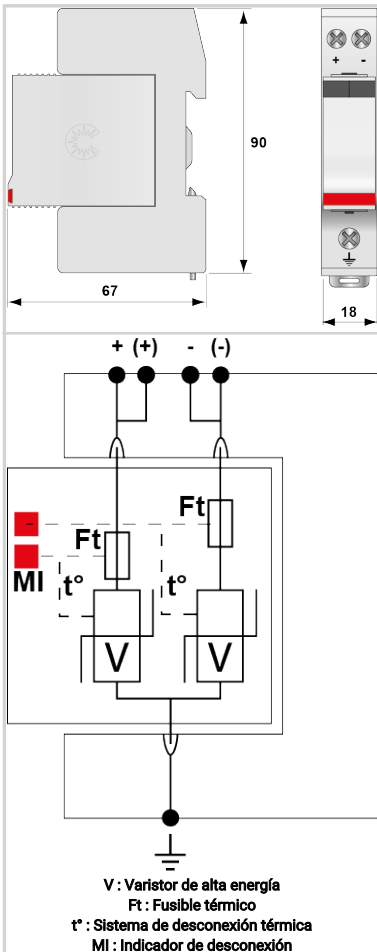 + -
90
67
18
+ (+) - (-)
-
Ft
Ft
MI
t°
t°
V
V
V : Varistor de alta energía
Ft : Fusible térmico
t° : Sistema de desconexión térmica
MI : Indicador de desconexión